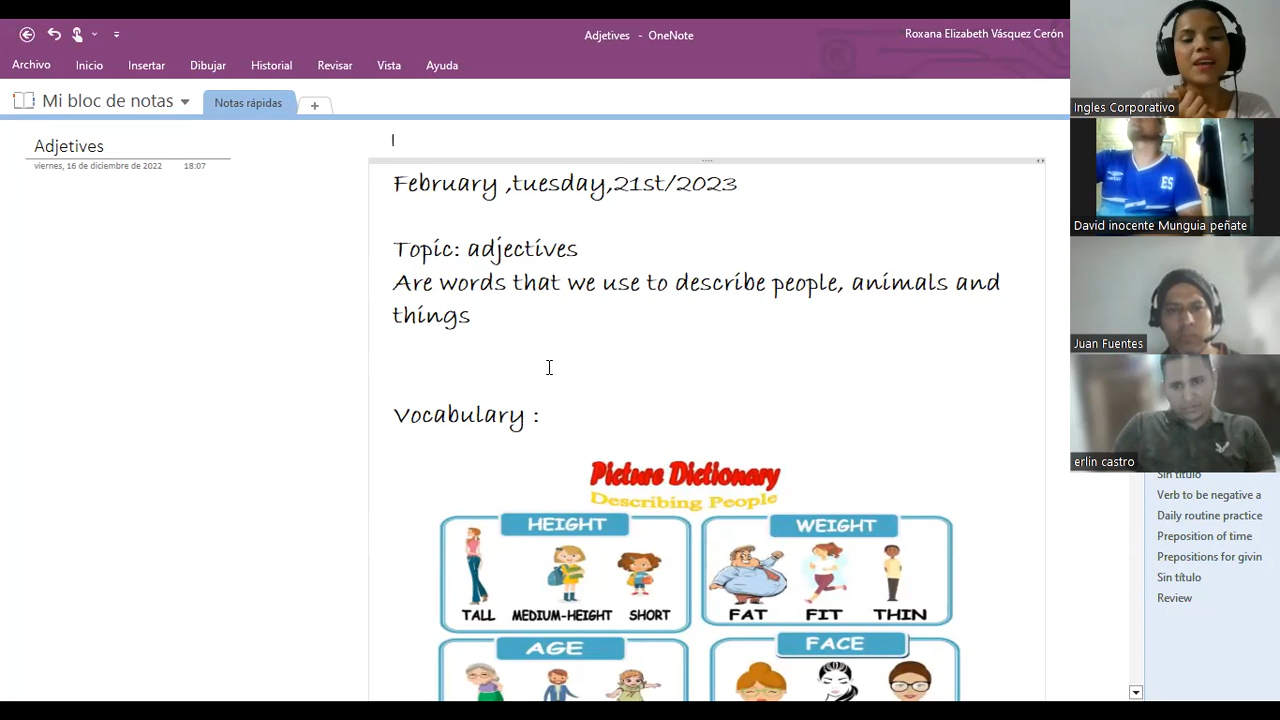 Adjetives - OneNote
Roxana Elizabeth Vásquez Cerón
Archivo Inicio Insertar Dibujar Historial Revisar Vista Ayuda
Mi bloc de notas
Notas rápidas
Adjetives
viernes, 16 de diciembre de 2022 18:07
February ,tuesday,21st/2023
Topic: adjectives
Are words that we use to describe people, animals and
things
Vocabulary :
Picture Dictionary
Describing People
HEIGHT
TALL MEDIUM-HEIGHT SHORT
WEIGHT
FAT FIT THIN
AGE
FACE
Ingles Corporativo
ES
David inocente Munguia peñate
Juan Fuentes
erlin castro
Sin título
Verb to be negative a
Daily routine practice
Preposition of time
Prepositions for givin
Sin título
Review